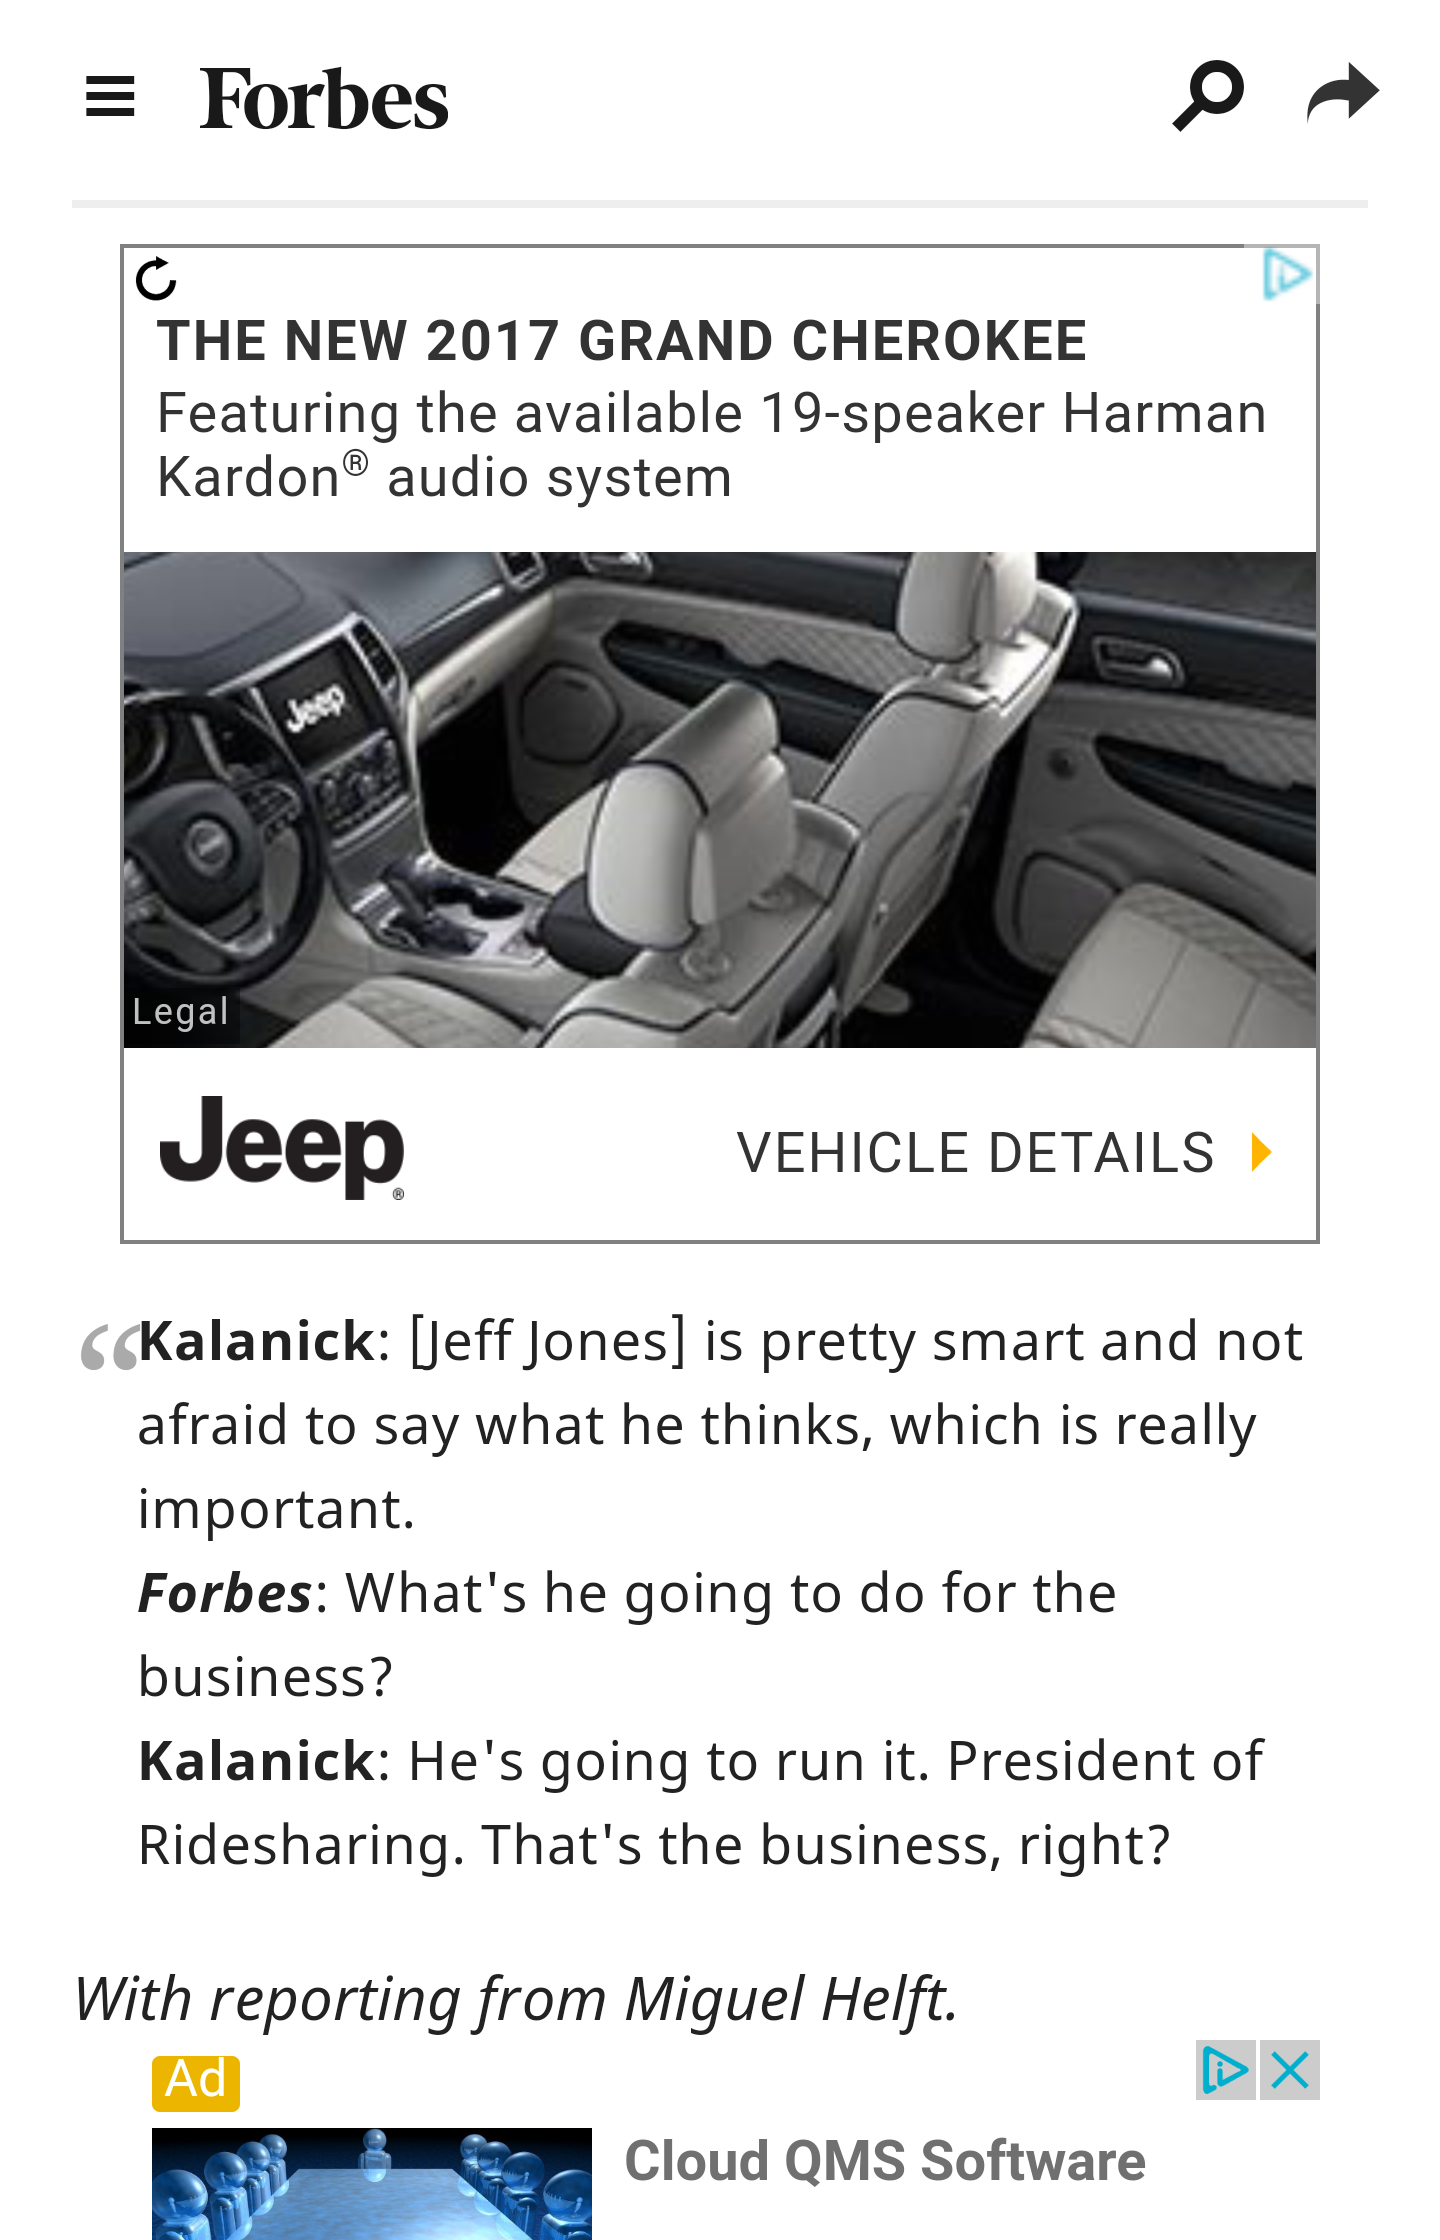 Forbes
THE NEW 2017 GRAND CHEROKEE
Featuring the available 19-speaker Harman
Kardon® audio system
Jeep
Legal
Jeep®
VEHICLE DETAILS
“Kalanick: [Jeff Jones] is pretty smart and not
afraid to say what he thinks, which is really
important.
Forbes: What's he going to do for the
business?
Kalanick: He's going to run it. President of
Ridesharing. That's the business, right?
With reporting from Miguel Helft.
Ad
Cloud QMS Software